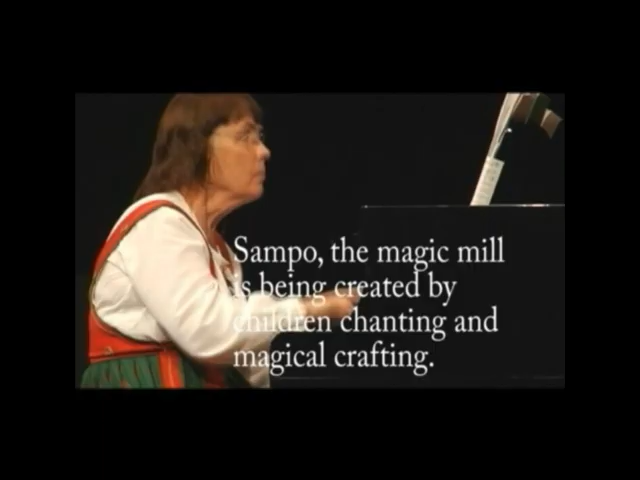 Sampo, the magic mill
is being created by
children chanting and
magical crafting.